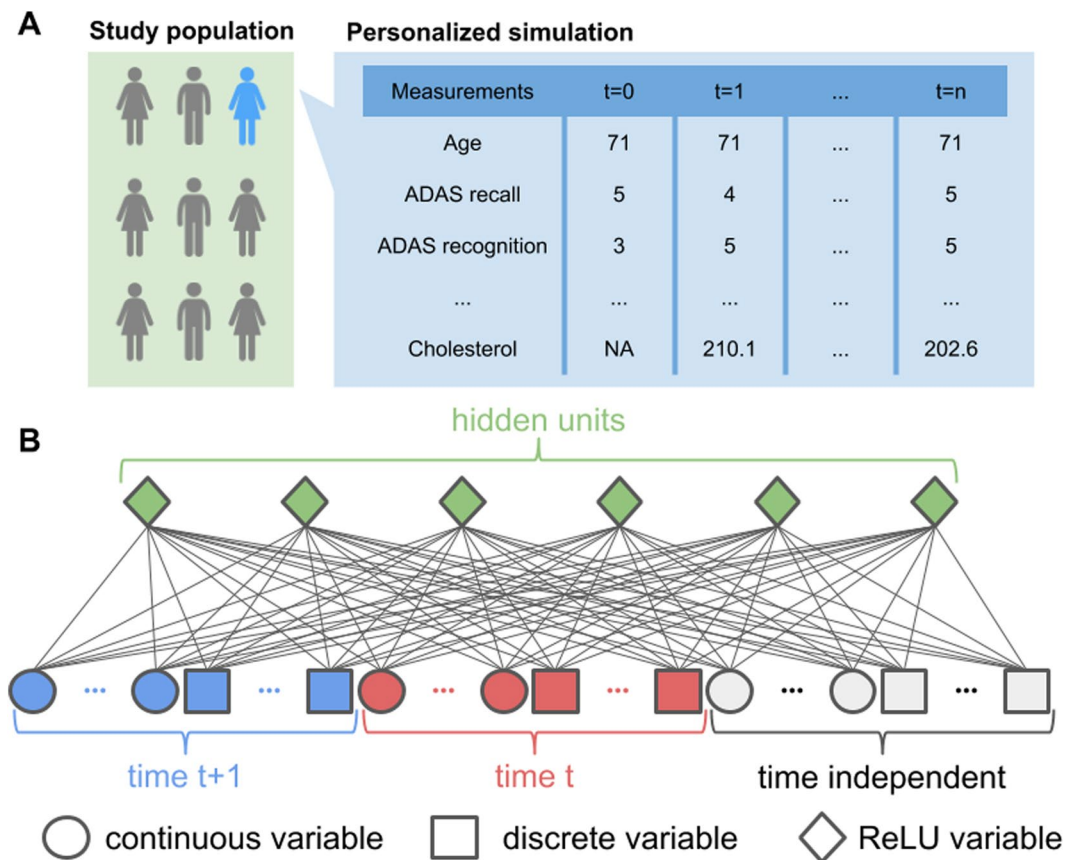 A
Study population
Personalized simulation
Measurements t=0 t=1 ... t=n
Age 71 71 ... 71
ADAS recall 5 4 ... 5
ADAS recognition 3 5 ... 5
... ... ... ... ...
Cholesterol NA 210.1 ... 202.6
B
hidden units
... ... ... ... ... ...
time t+1 time t time independent
continuous variable discrete variable ReLU variable